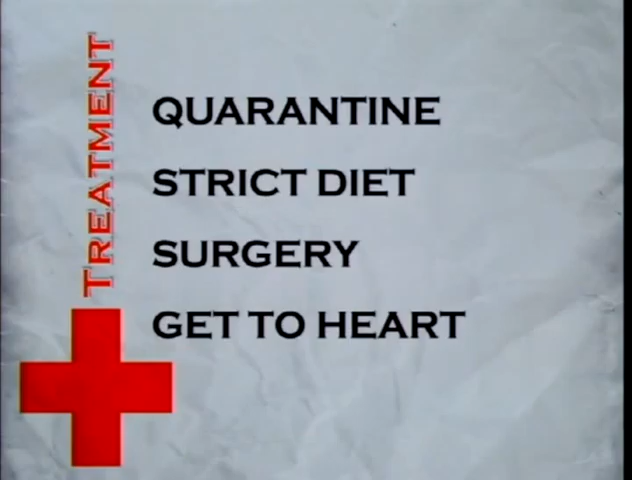 TREATMENT
QUARANTINE
STRICT DIET
SURGERY
GET TO HEART